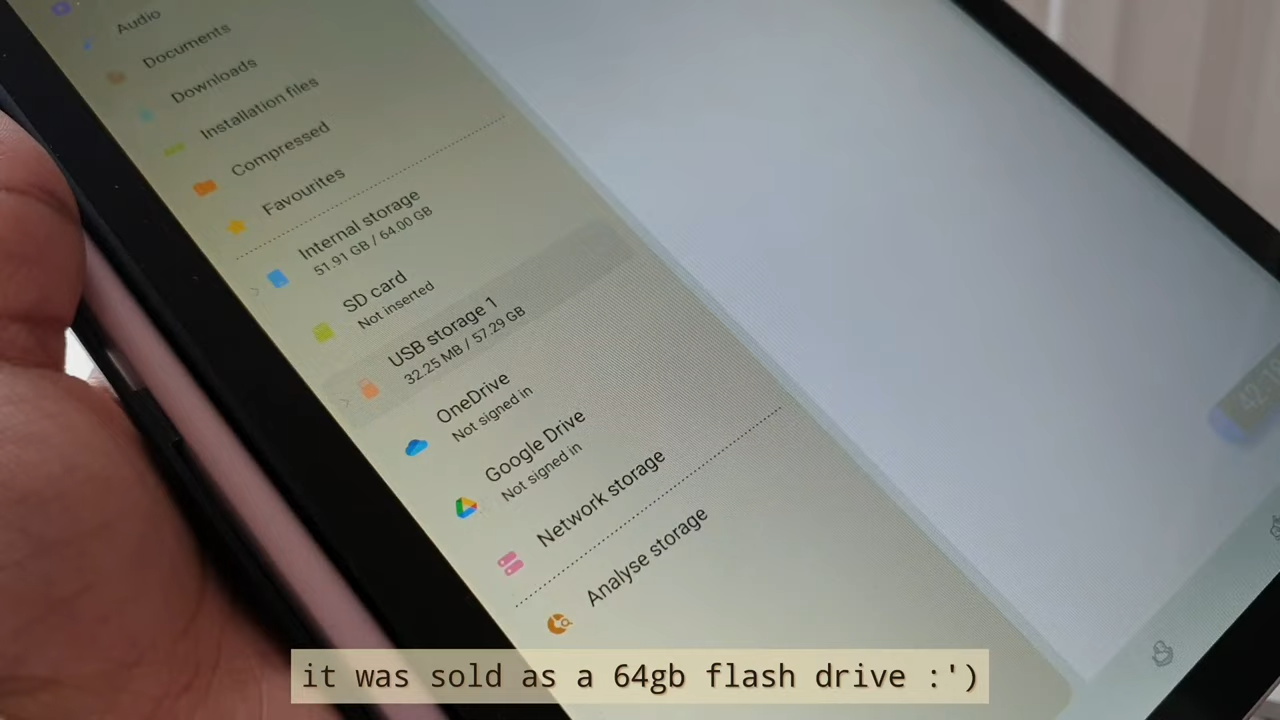 Audio
Documents
Downloads
Installation files
Compressed
Favourites
Internal storage
51.91 GB / 64.00 GB
SD card
Not inserted
USB storage 1
32.25 MB / 57.29 GB
OneDrive
Not signed in
Google Drive
Not signed in
Network storage
Analyse storage
it was sold as a 64gb flash drive :')